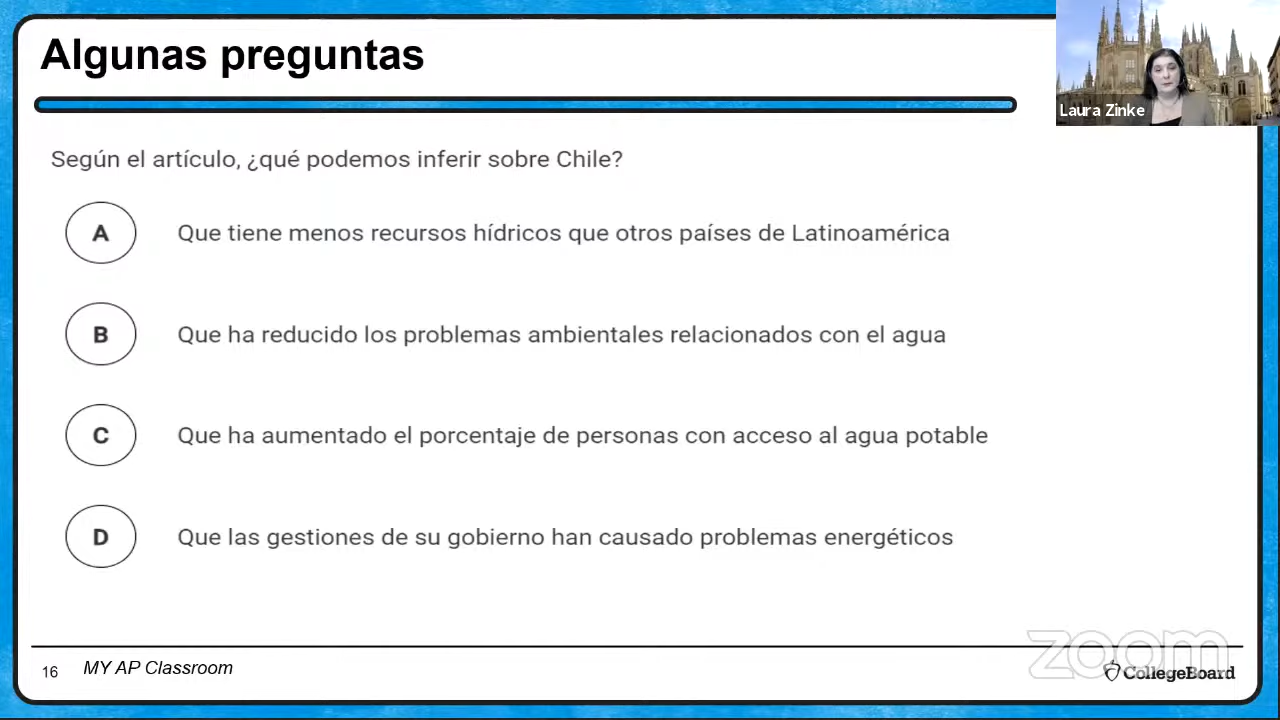 Algunas preguntas
Laura Zinke
Según el artículo, ¿qué podemos inferir sobre Chile?
A Que tiene menos recursos hídricos que otros países de Latinoamérica
B Que ha reducido los problemas ambientales relacionados con el agua
C Que ha aumentado el porcentaje de personas con acceso al agua potable
D Que las gestiones de su gobierno han causado problemas energéticos
zoom
16 MY AP Classroom
CollegeBoard